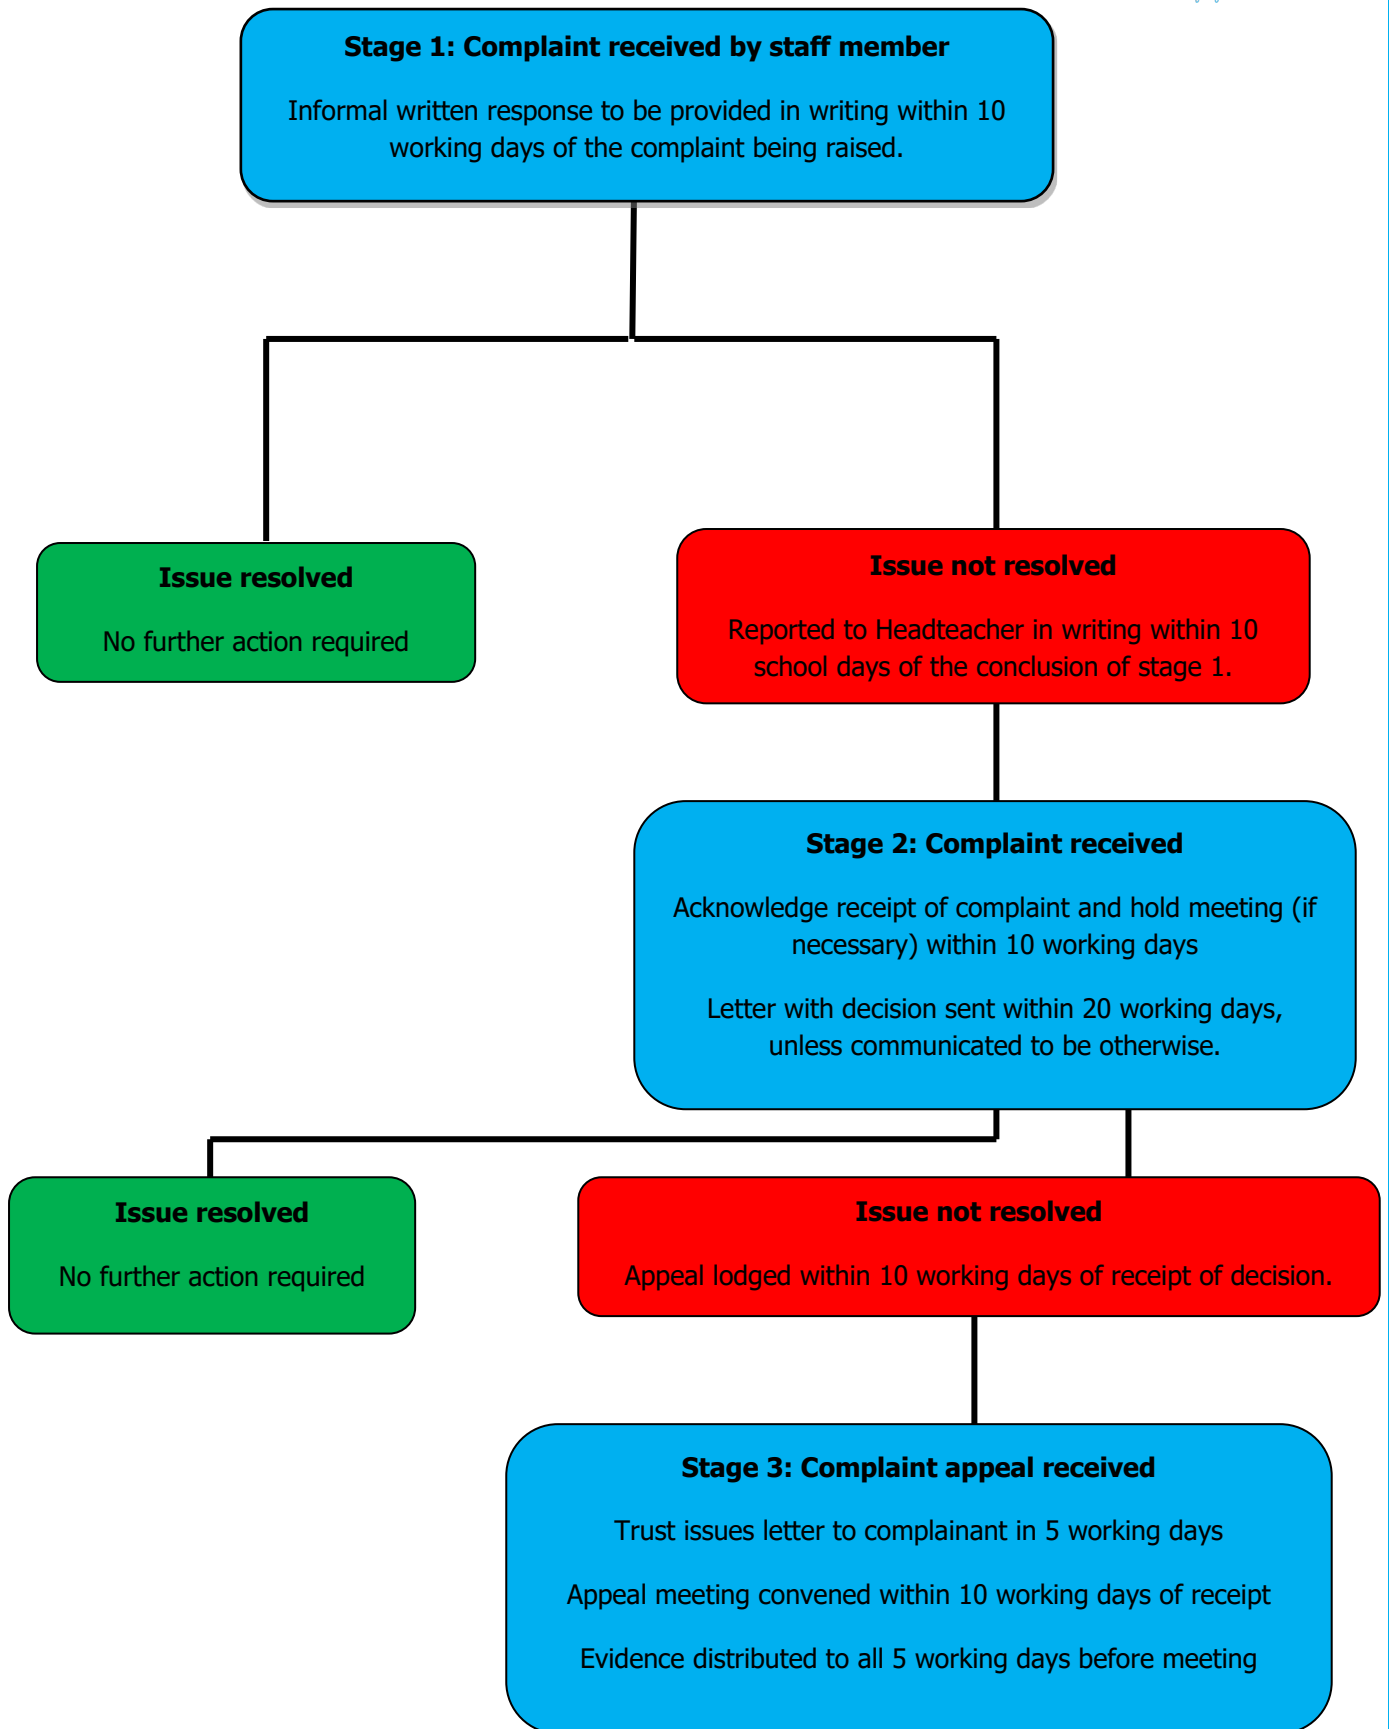 Stage 1: Complaint received by staff member
Informal written response to be provided in writing within 10
working days of the complaint being raised.
Issue resolved
No further action required
Issue not resolved
Reported to Headteacher in writing within 10
school days of the conclusion of stage 1.
Stage 2: Complaint received
Acknowledge receipt of complaint and hold meeting (if
necessary) within 10 working days
Letter with decision sent within 20 working days,
unless communicated to be otherwise.
Issue resolved
No further action required
Issue not resolved
Appeal lodged within 10 working days of receipt of decision.
Stage 3: Complaint appeal received
Trust issues letter to complainant in 5 working days
Appeal meeting convened within 10 working days of receipt
Evidence distributed to all 5 working days before meeting